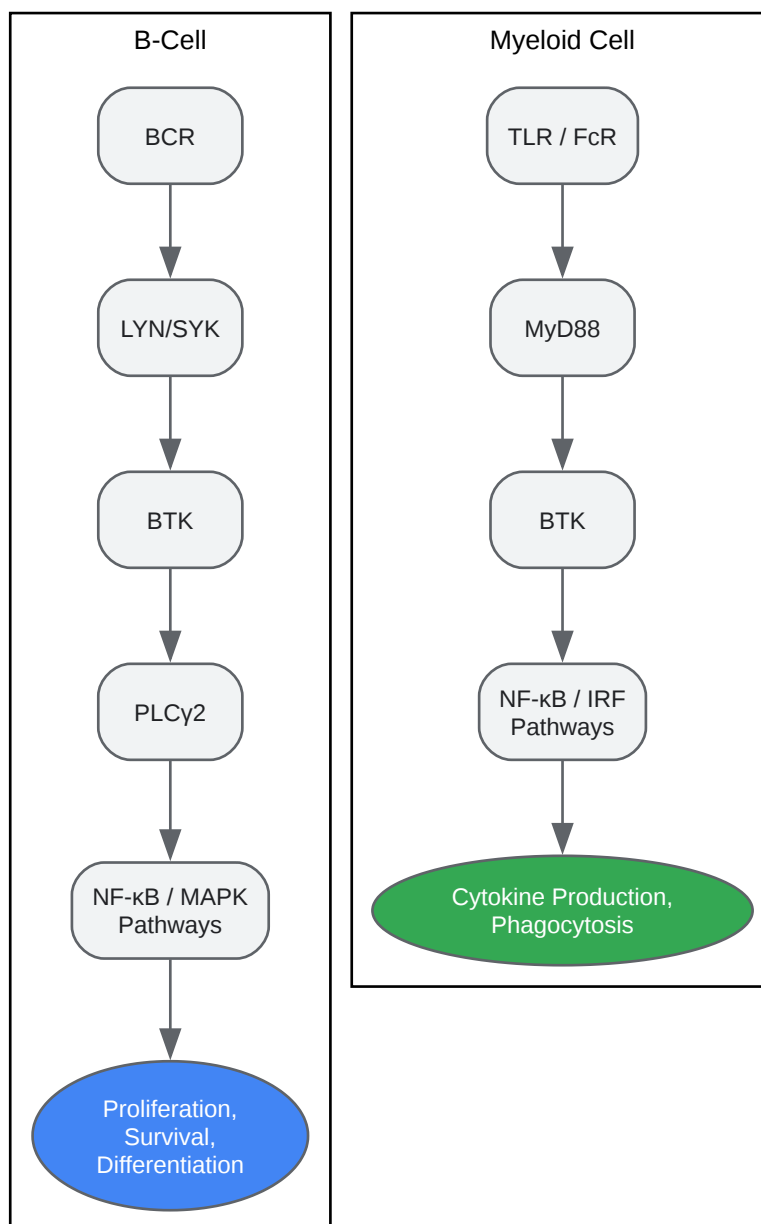 B-Cell
BCR
LYN/SYK
BTK
PLCγ2
NF-κB / MAPK
Pathways
Proliferation,
Survival,
Differentiation
Myeloid Cell
TLR / FcR
MyD88
BTK
NF-κB / IRF
Pathways
Cytokine Production,
Phagocytosis